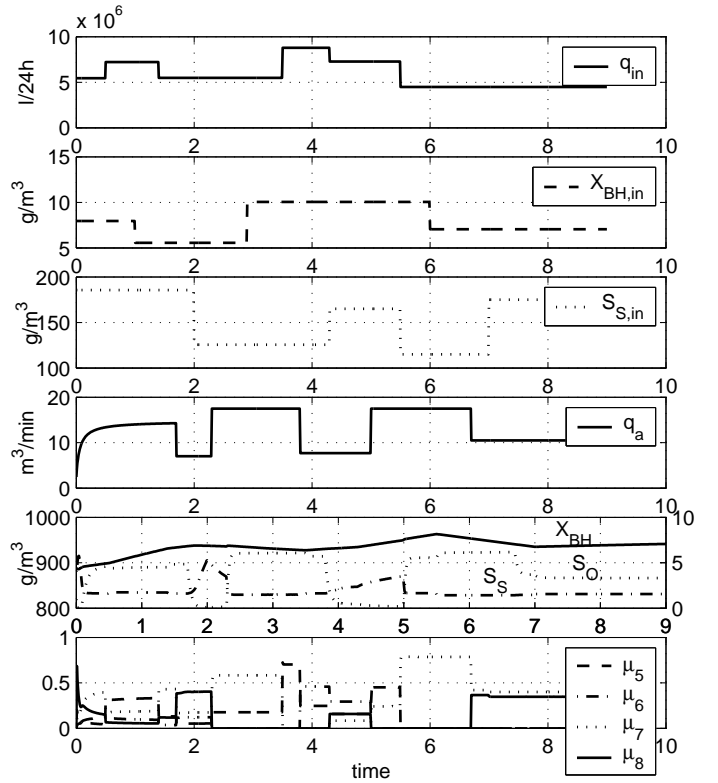 x 10^6
10
5
0
l/24h
q_in
0 2 4 6 8 10
15
10
5
g/m^3
X_BH,in
0 2 4 6 8 10
200
150
100
g/m^3
S_S,in
0 2 4 6 8 10
20
10
0
m^3/min
q_a
0 2 4 6 8 10
1000 10
X_BH
900 5
S_O
S_S
800 0
g/m^3
0 1 2 3 4 5 6 7 8 9
1
0.5
0
μ_5
μ_6
μ_7
μ_8
0 2 4 6 8 10
time